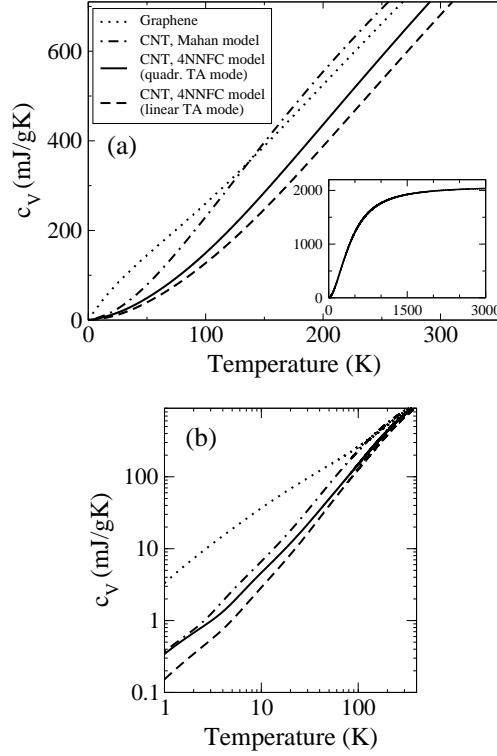 600
400
200
0
c_V (mJ/gK)
Graphene
CNT, Mahan model
CNT, 4NNFC model
(quadr. TA mode)
CNT, 4NNFC model
(linear TA mode)
(a)
2000
1000
0
0 1500 3000
0 100 200 300
Temperature (K)
(b)
100
10
1
0.1
c_V (mJ/gK)
1 10 100
Temperature (K)